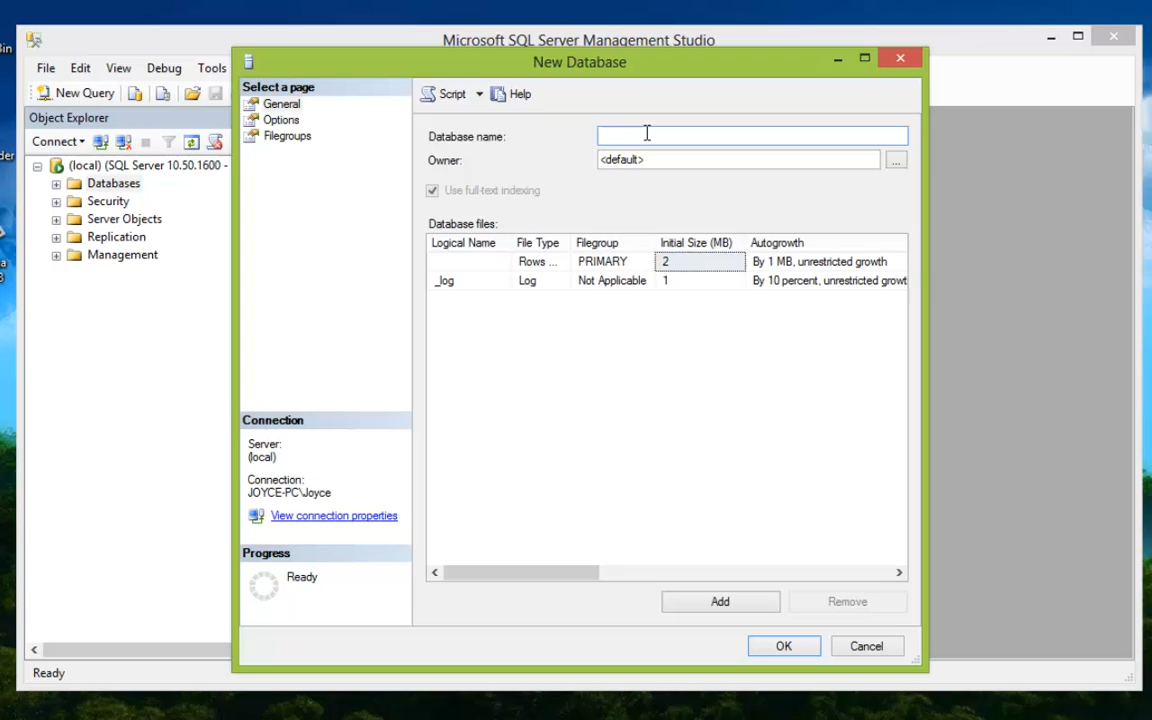 Bin
Microsoft SQL Server Management Studio
File Edit View Debug Tools
New Query
New Database
Object Explorer
Connect
(local) (SQL Server 10.50.1600 -
Databases
Security
Server Objects
Replication
Management
der
a
Select a page
General
Options
Filegroups
Script Help
Database name:
Owner: <default> ...
Use full-text indexing
Database files:
Logical Name File Type Filegroup Initial Size (MB) Autogrowth
Rows ... PRIMARY 2 By 1 MB, unrestricted growth
_log Log Not Applicable 1 By 10 percent, unrestricted growt
Connection
Server:
(local)
Connection:
JOYCE-PC\Joyce
View connection properties
Progress
Ready
Add Remove
OK Cancel
Ready